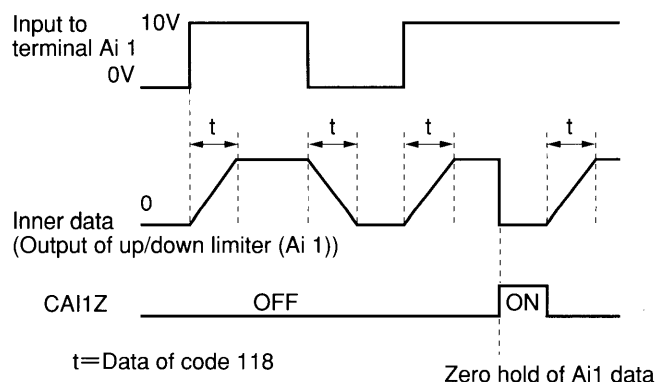 Input to
terminal Ai 1
10V
0V
t t t t
0
Inner data
(Output of up/down limiter (Ai 1))
CAI1Z
OFF
ON
t=Data of code 118
Zero hold of Ai1 data